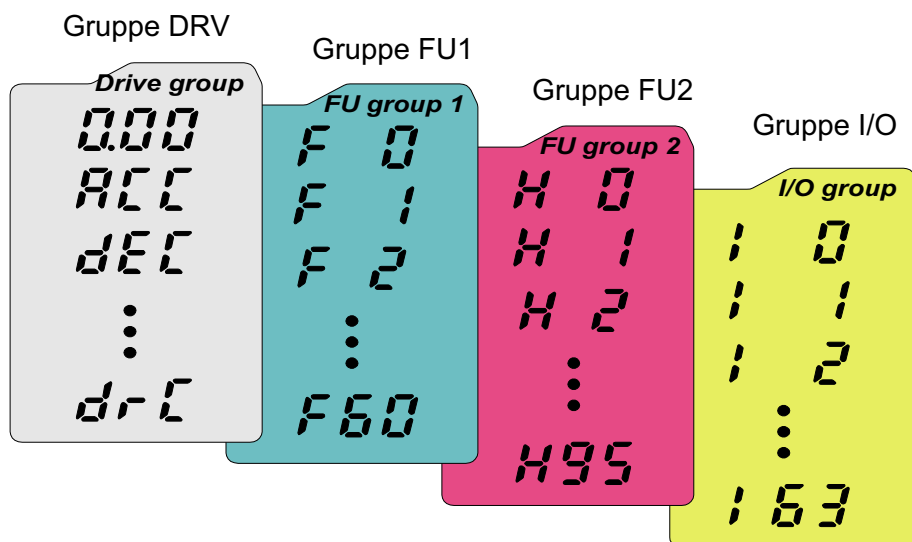 Gruppe DRV
Drive group
0.00
ACC
dEC
drC
Gruppe FU1
FU group 1
F 0
F 1
F 2
F60
Gruppe FU2
FU group 2
H 0
H 1
H 2
H95
Gruppe I/O
I/O group
I 0
I 1
I 2
I 63